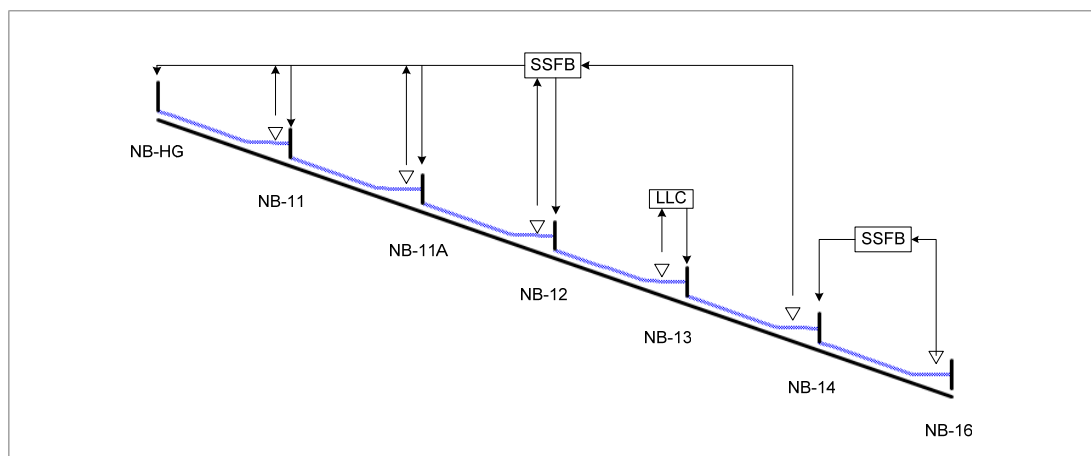 SSFB
NB-HG
NB-11
LLC
NB-11A
SSFB
NB-12
NB-13
NB-14
NB-16